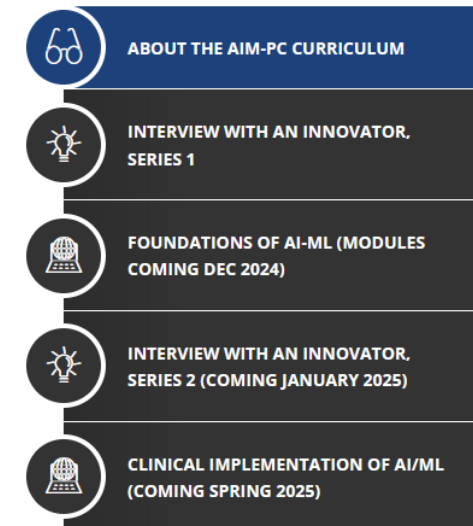 ABOUT THE AIM-PC CURRICULUM
INTERVIEW WITH AN INNOVATOR,
SERIES 1
FOUNDATIONS OF AI-ML (MODULES
COMING DEC 2024)
INTERVIEW WITH AN INNOVATOR,
SERIES 2 (COMING JANUARY 2025)
CLINICAL IMPLEMENTATION OF AI/ML
(COMING SPRING 2025)